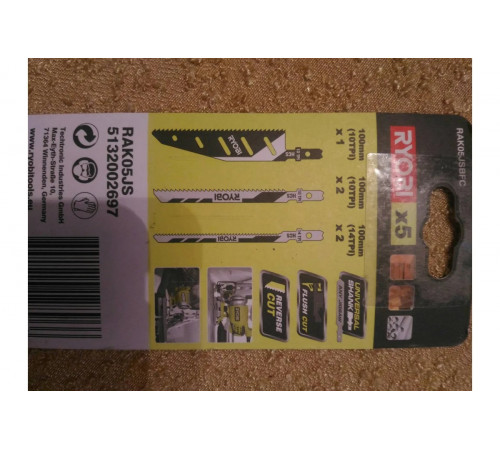 RAK05JSBFC
RYOBI x5
100mm
(10TPI)
x 1
100mm
(10TPI)
x 2
100mm
(14TPI)
x 2
RYOBI
RYOBI
RYOBI
UNIVERSAL
SHANK
FLUSH CUT
REVERSE
CUT
RAK05JS
5132002697
Techtronic Industries GmbH
Max-Eyth-Straße 10,
71364 Winnenden, Germany
www.ryobitools.eu